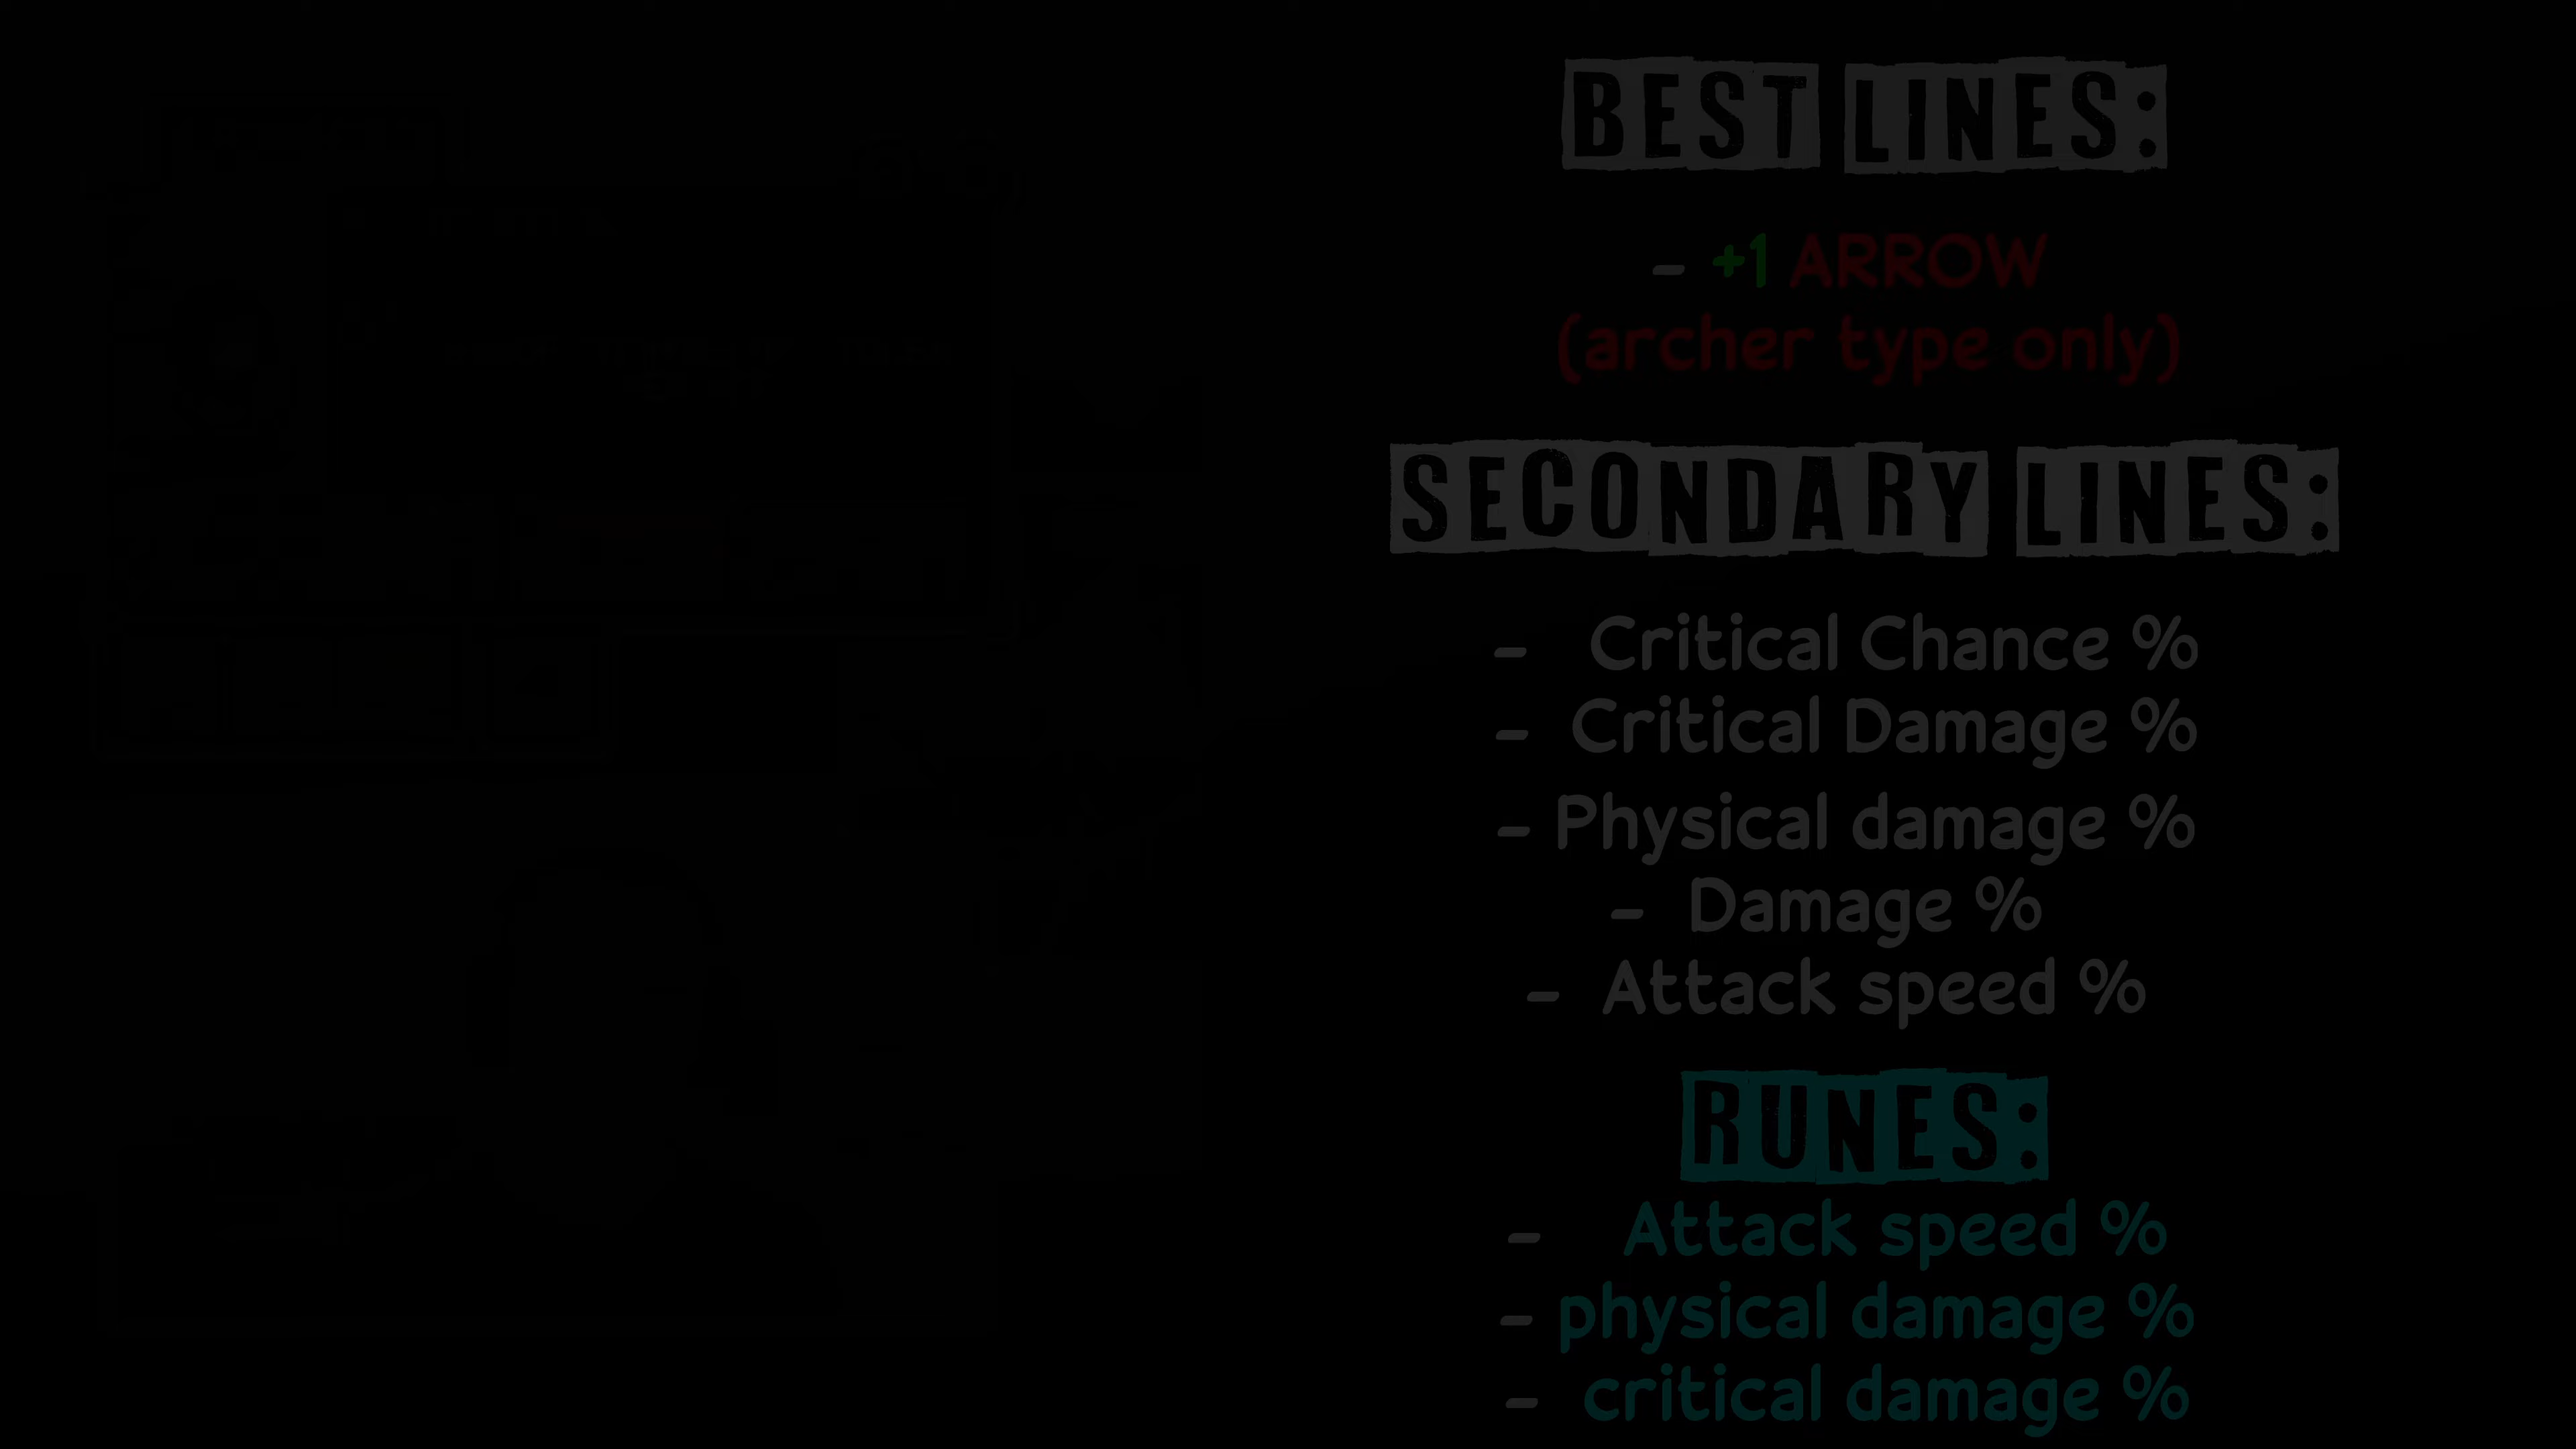 BEST LINES:
- +1 ARROW
(archer type only)
SECONDARY LINES:
- Critical Chance %
- Critical Damage %
- Physical damage %
- Damage %
- Attack speed %
RUNES:
- Attack speed %
- physical damage %
- critical damage %